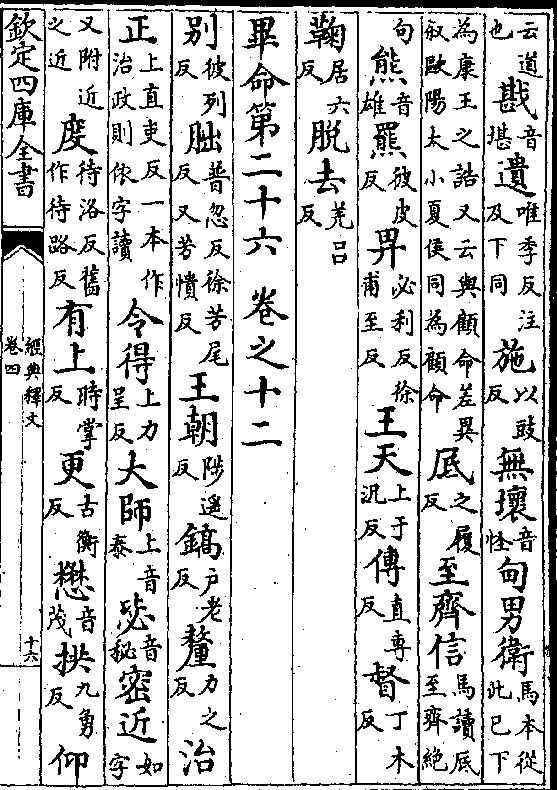 云道也戡音堪遺唯季反注及下同施以豉反無壞音怪甸男衛馬本從此已下
為康王之誥又云與顧命差異敘歐陽太小夏侯同為顧命厎之履反至齊信馬讀厎至齊絕
句熊音雄羆彼皮反畀必利反徐甫至反王天上于況反傳直專反督丁木反
鞠居六反脫去羌吕反
畢命第二十六 卷之十二
别彼列反朏普忽反徐芳尾反又芳憒反王朝陟遥反鎬户老反釐力之反治
正上直吏反一本作治政則依字讀令得上力呈反大師上音泰毖音秘密近如字
又附近之近度待洛反舊作待路反有上時掌反更古衡反懋音茂拱九勇反仰
欽定四庫全書
經典釋文
卷四
十六